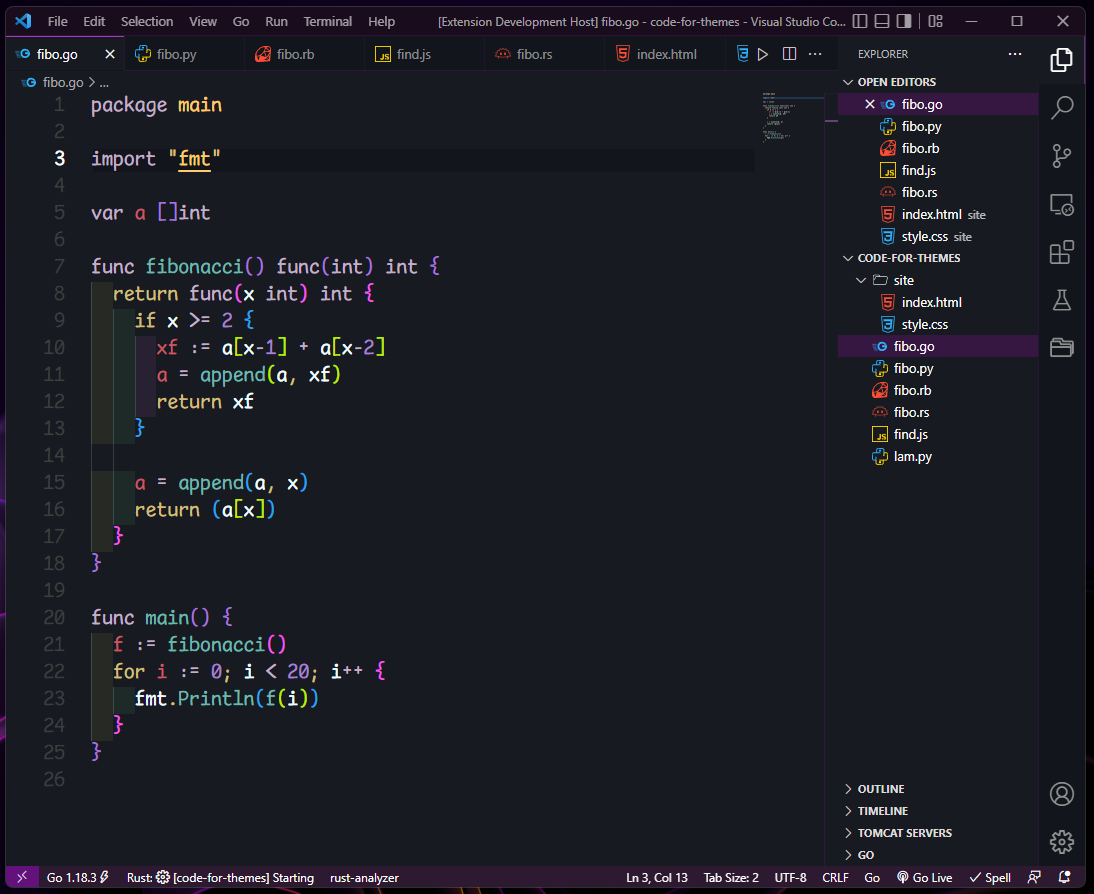 File Edit Selection View Go Run Terminal Help [Extension Development Host] fibo.go - code-for-themes - Visual Studio Co...
fibo.go fibo.py fibo.rb find.js fibo.rs index.html
fibo.go > ...
1 package main
2
3 import "fmt"
4
5 var a []int
6
7 func fibonacci() func(int) int {
8 return func(x int) int {
9 if x >= 2 {
10 xf := a[x-1] + a[x-2]
11 a = append(a, xf)
12 return xf
13 }
14
15 a = append(a, x)
16 return (a[x])
17 }
18 }
19
20 func main() {
21 f := fibonacci()
22 for i := 0; i < 20; i++ {
23 fmt.Println(f(i))
24 }
25 }
26
EXPLORER
OPEN EDITORS
fibo.go
fibo.py
fibo.rb
find.js
fibo.rs
index.html site
style.css site
CODE-FOR-THEMES
site
index.html
style.css
fibo.go
fibo.py
fibo.rb
fibo.rs
find.js
lam.py
OUTLINE
TIMELINE
TOMCAT SERVERS
GO
Go 1.18.3 Rust: [code-for-themes] Starting rust-analyzer Ln 3, Col 13 Tab Size: 2 UTF-8 CRLF Go Go Live Spell